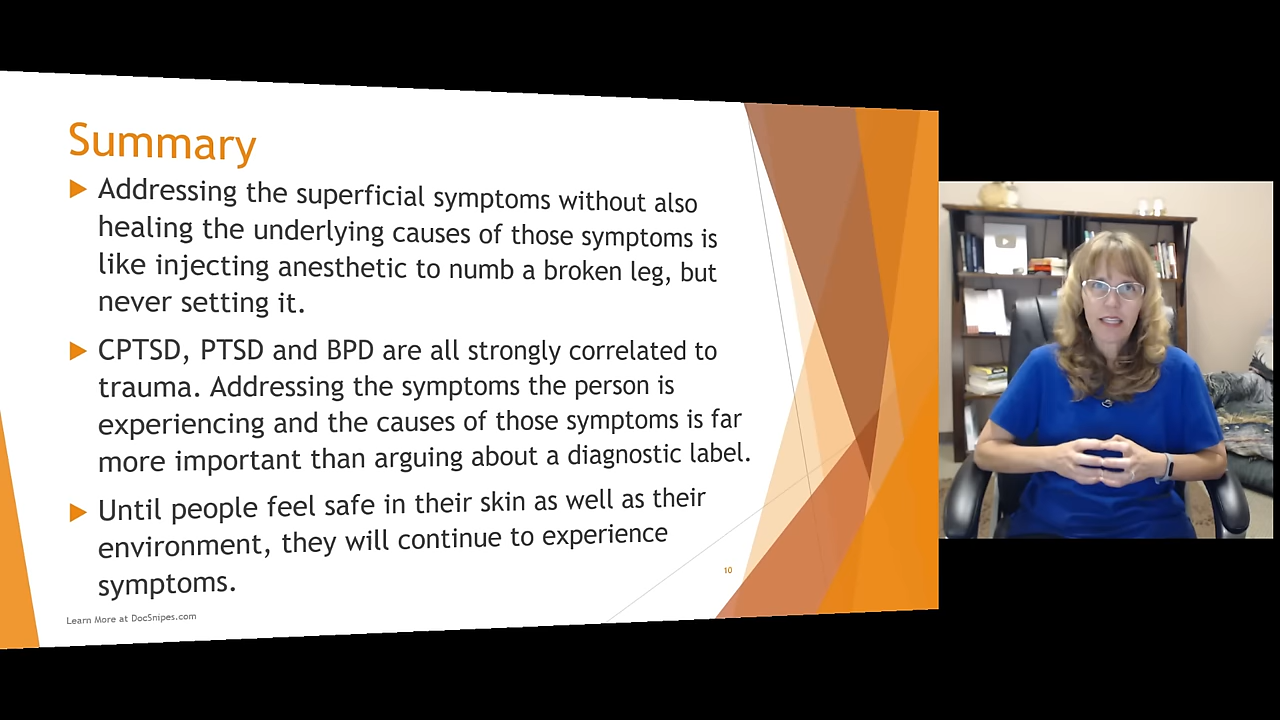 Summary
Addressing the superficial symptoms without also
healing the underlying causes of those symptoms is
like injecting anesthetic to numb a broken leg, but
never setting it.
CPTSD, PTSD and BPD are all strongly correlated to
trauma. Addressing the symptoms the person is
experiencing and the causes of those symptoms is far
more important than arguing about a diagnostic label.
Until people feel safe in their skin as well as their
environment, they will continue to experience
symptoms.
10
Learn More at DocSnipes.com